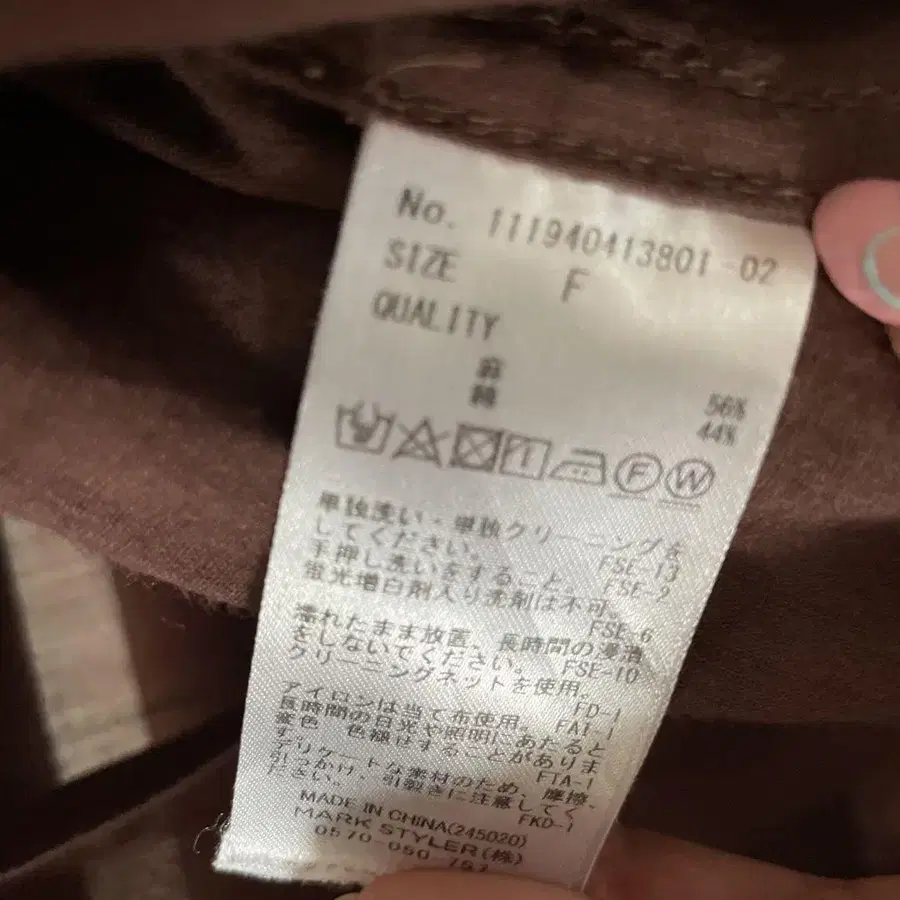 No. 111940413801-02
SIZE F
QUALITY
麻 56%
綿 44%
F W
単独洗い・単独クリーニングを
してください。 FSE-13
手押し洗いをすること。 FSE-2
蛍光増白剤入り洗剤は不可。
FSE-6
濡れたまま放置、長時間の浸漬
をしないでください。 FSE-10
クリーニングネットを使用。
FD-1
アイロンは当て布使用。 FA1-1
長時間の日光や照明にあたると
変色、色褪せすることがありま
す。 FTA-1
デリケートな素材のため、摩擦、
引っかけ、引裂きに注意してく
ださい。 FKD-1
MADE IN CHINA(245020)
MARK STYLER(株)
0570-050-757